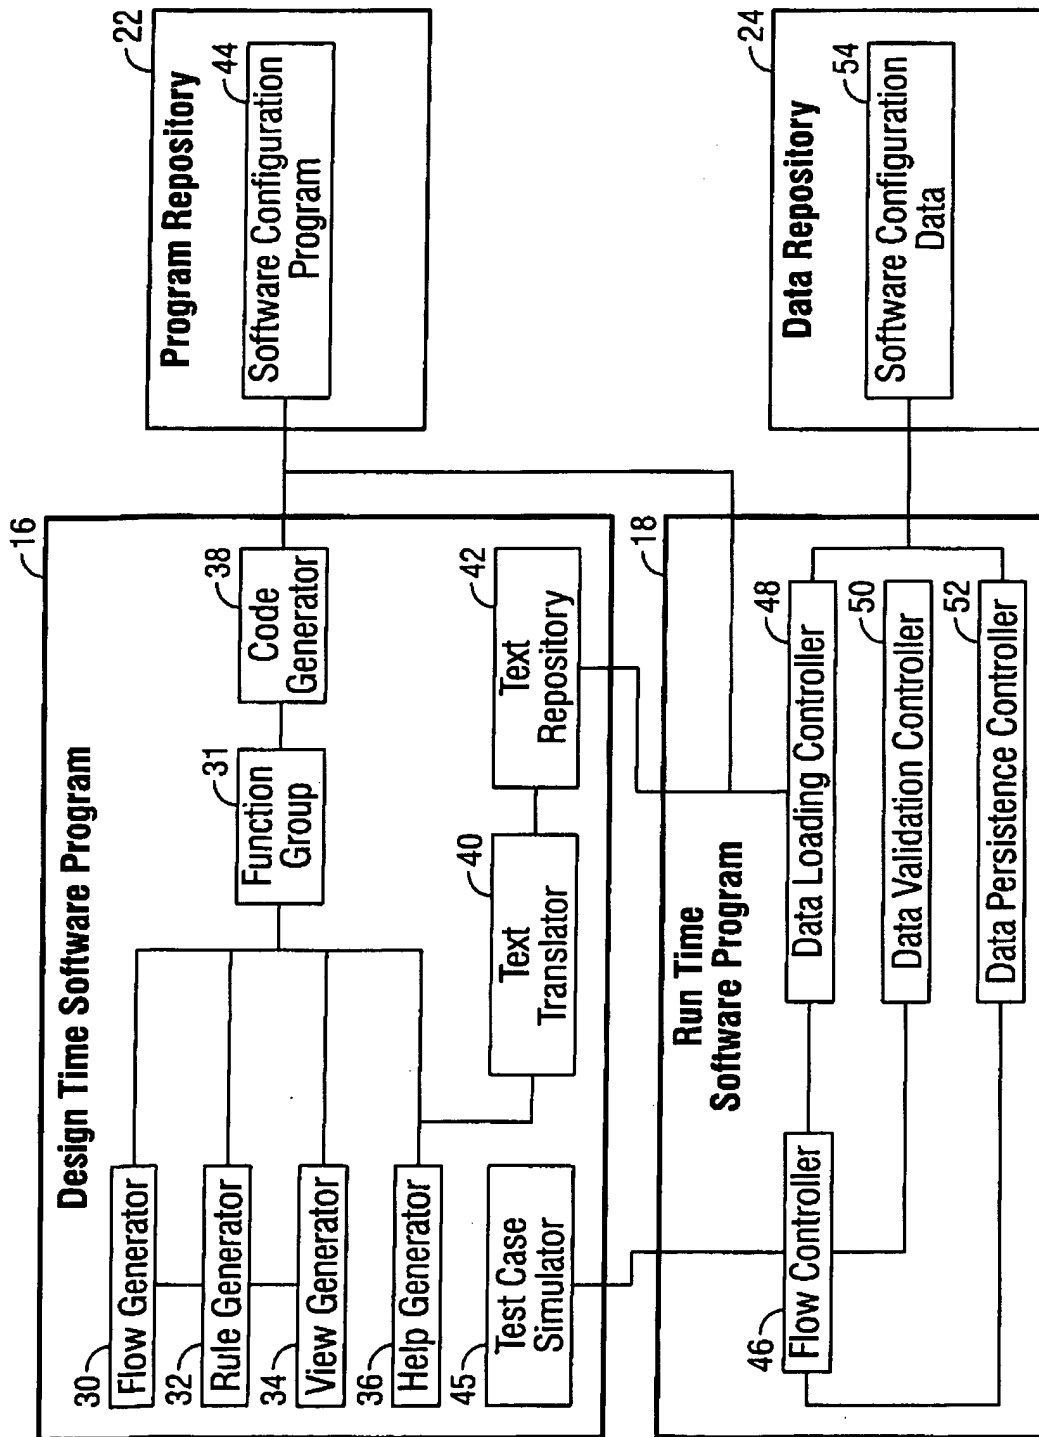 Design Time Software Program
16
30
Flow Generator
32
Rule Generator
34
View Generator
36
Help Generator
45
Test Case
Simulator
31
Function
Group
38
Code
Generator
40
Text
Translator
42
Text
Repository
Program Repository
22
44
Software Configuration
Program
Run Time
Software Program
18
46
Flow Controller
48
Data Loading Controller
50
Data Validation Controller
52
Data Persistence Controller
Data Repository
24
54
Software Configuration
Data